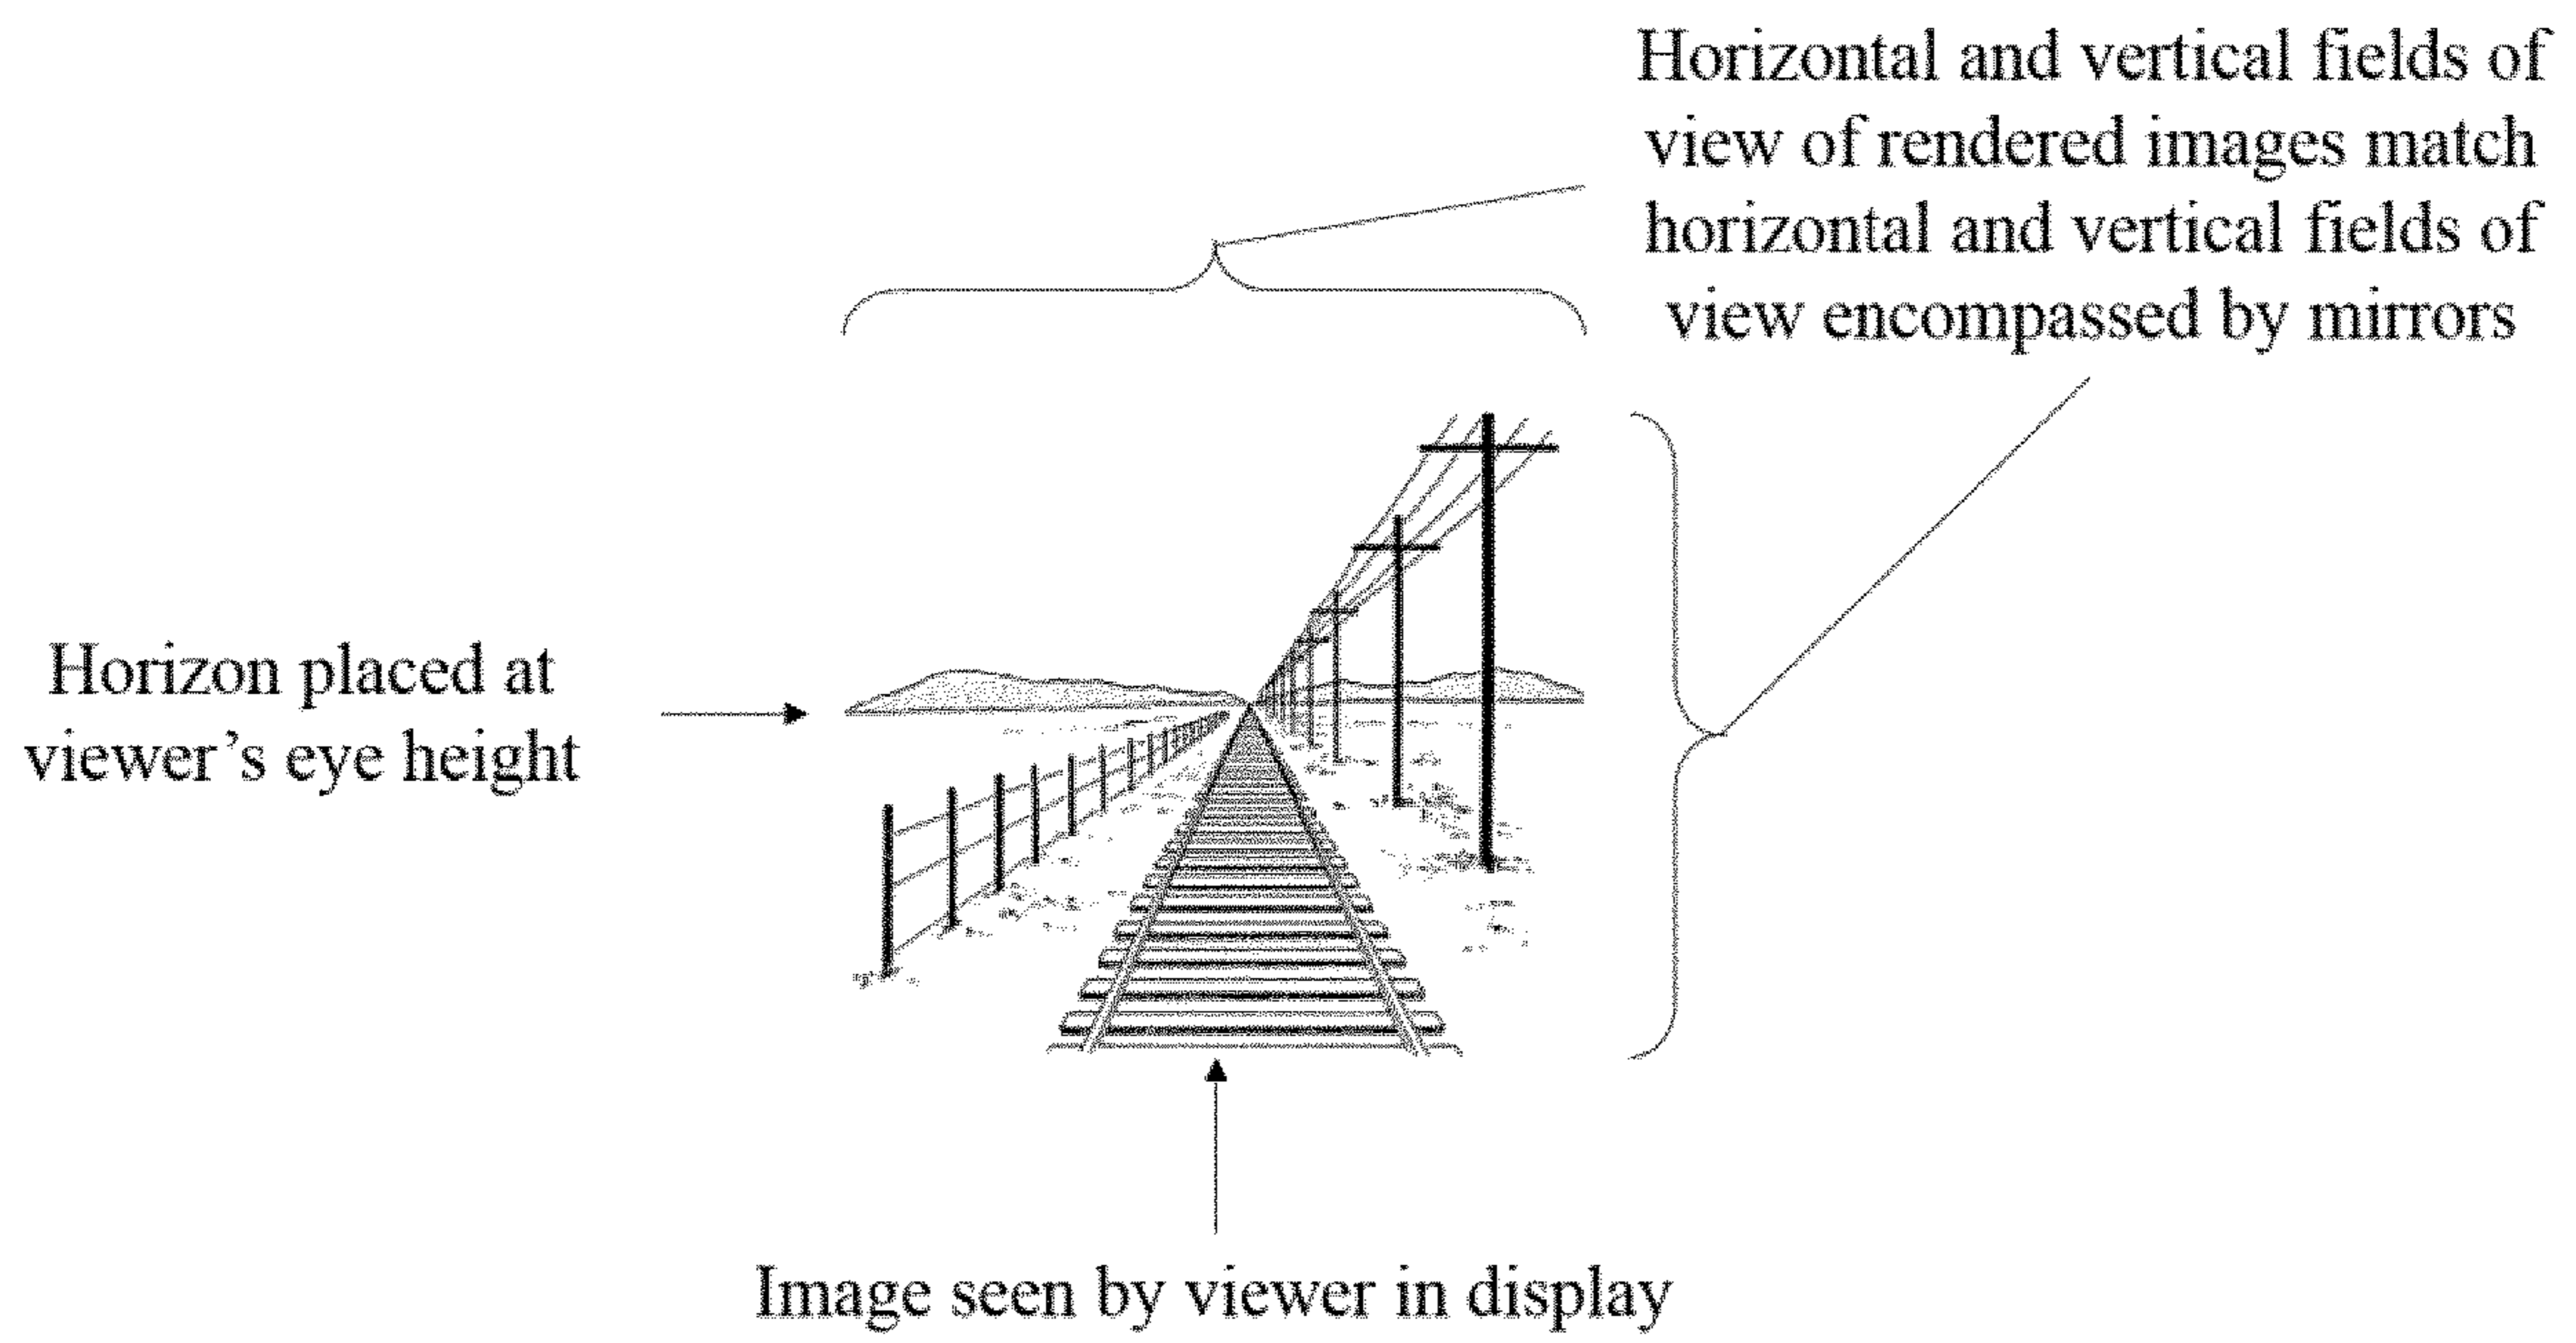 Horizontal and vertical fields of
view of rendered images match
horizontal and vertical fields of
view encompassed by mirrors
Horizon placed at
viewer’s eye height
Image seen by viewer in display